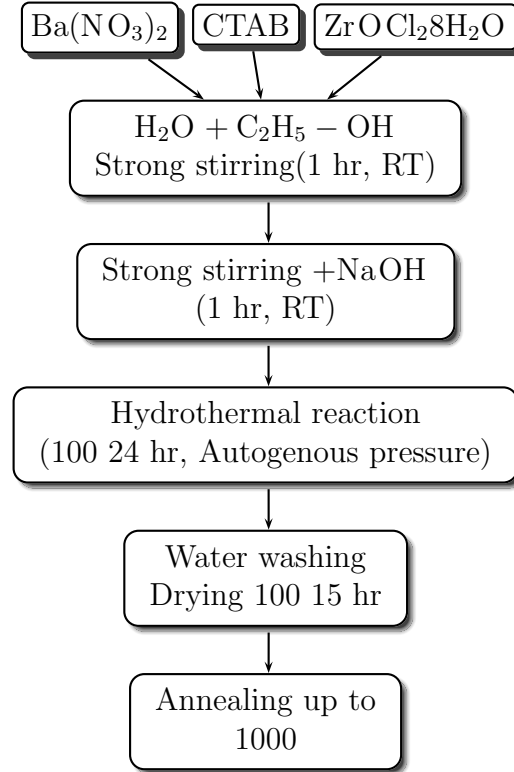 Ba(NO₃)₂
CTAB
ZrOCl₂8H₂O
H₂O + C₂H₅ − OH
Strong stirring(1 hr, RT)
Strong stirring +NaOH
(1 hr, RT)
Hydrothermal reaction
(100 24 hr, Autogenous pressure)
Water washing
Drying 100 15 hr
Annealing up to
1000